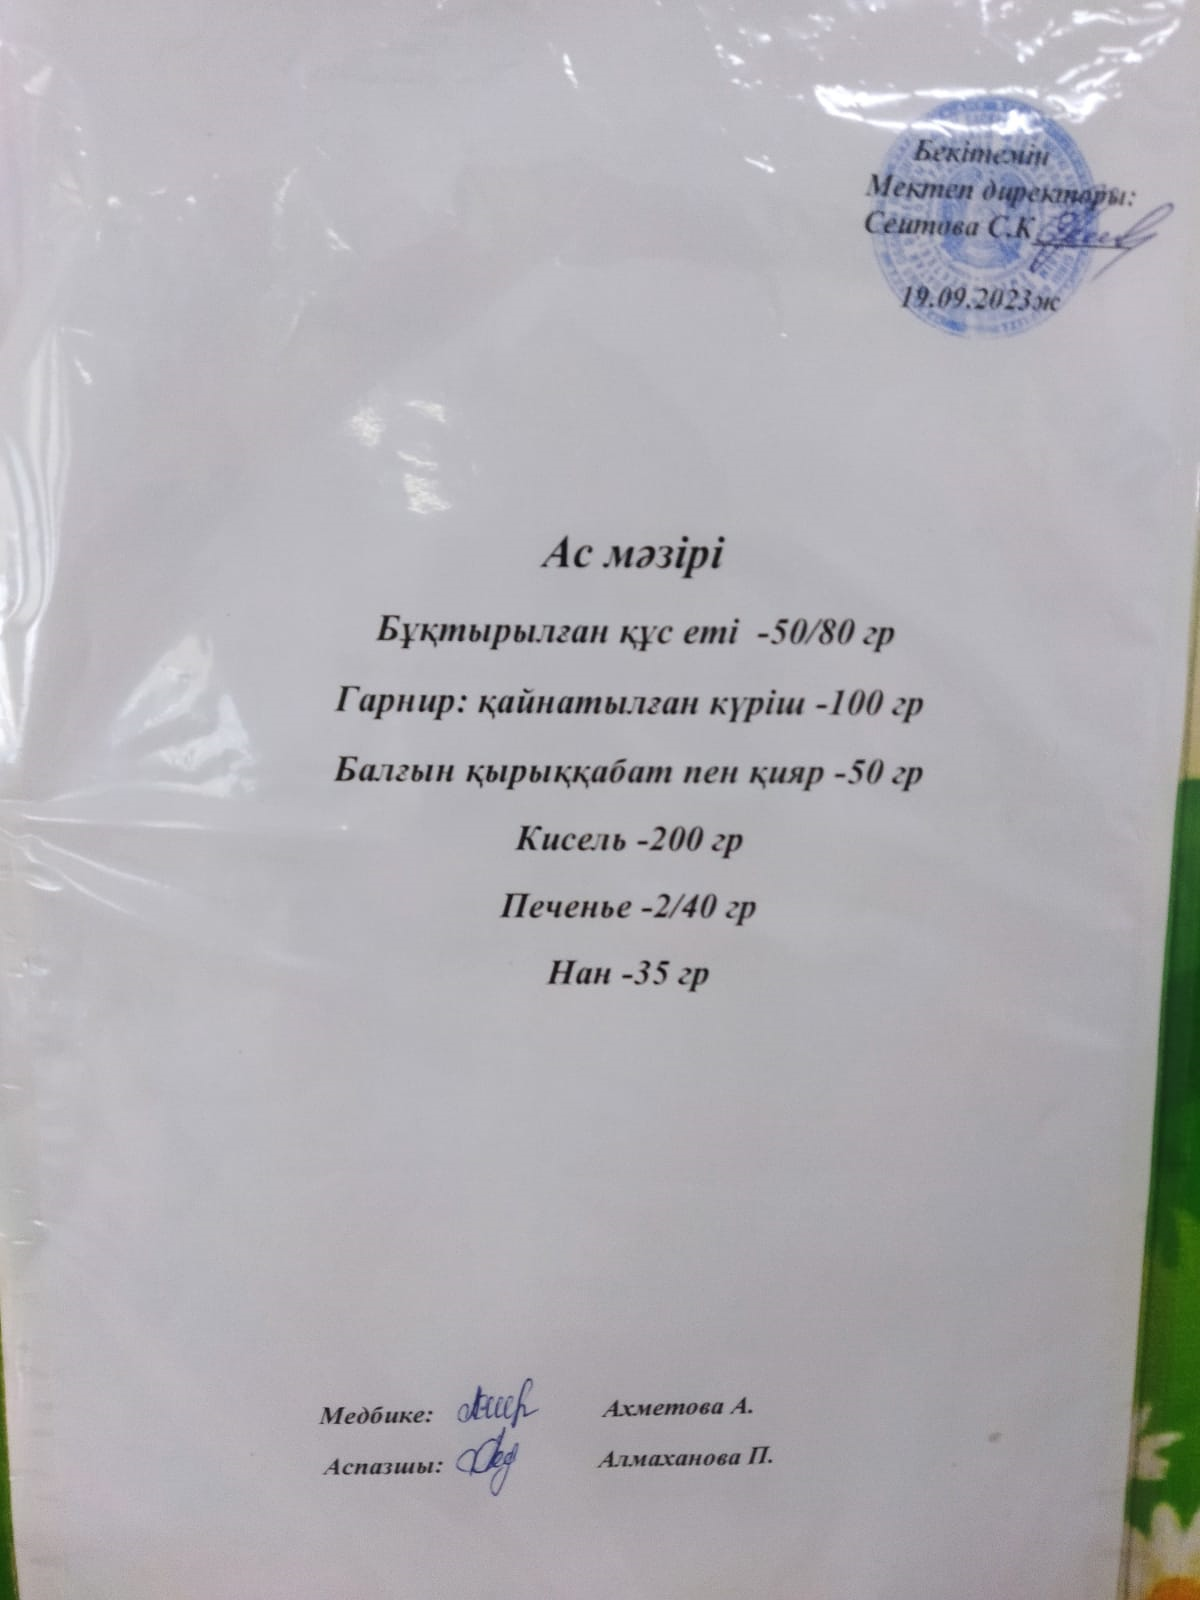 Бекітемін
Мектеп директоры:
Сеитова С.К
19.09.2023ж
Ас мәзірі
Бұқтырылған құс еті -50/80 гр
Гарнир: қайнатылған күріш -100 гр
Балғын қырыққабат пен қияр -50 гр
Кисель -200 гр
Печенье -2/40 гр
Нан -35 гр
Медбике: Ахметова А.
Аспазшы: Алмаханова П.